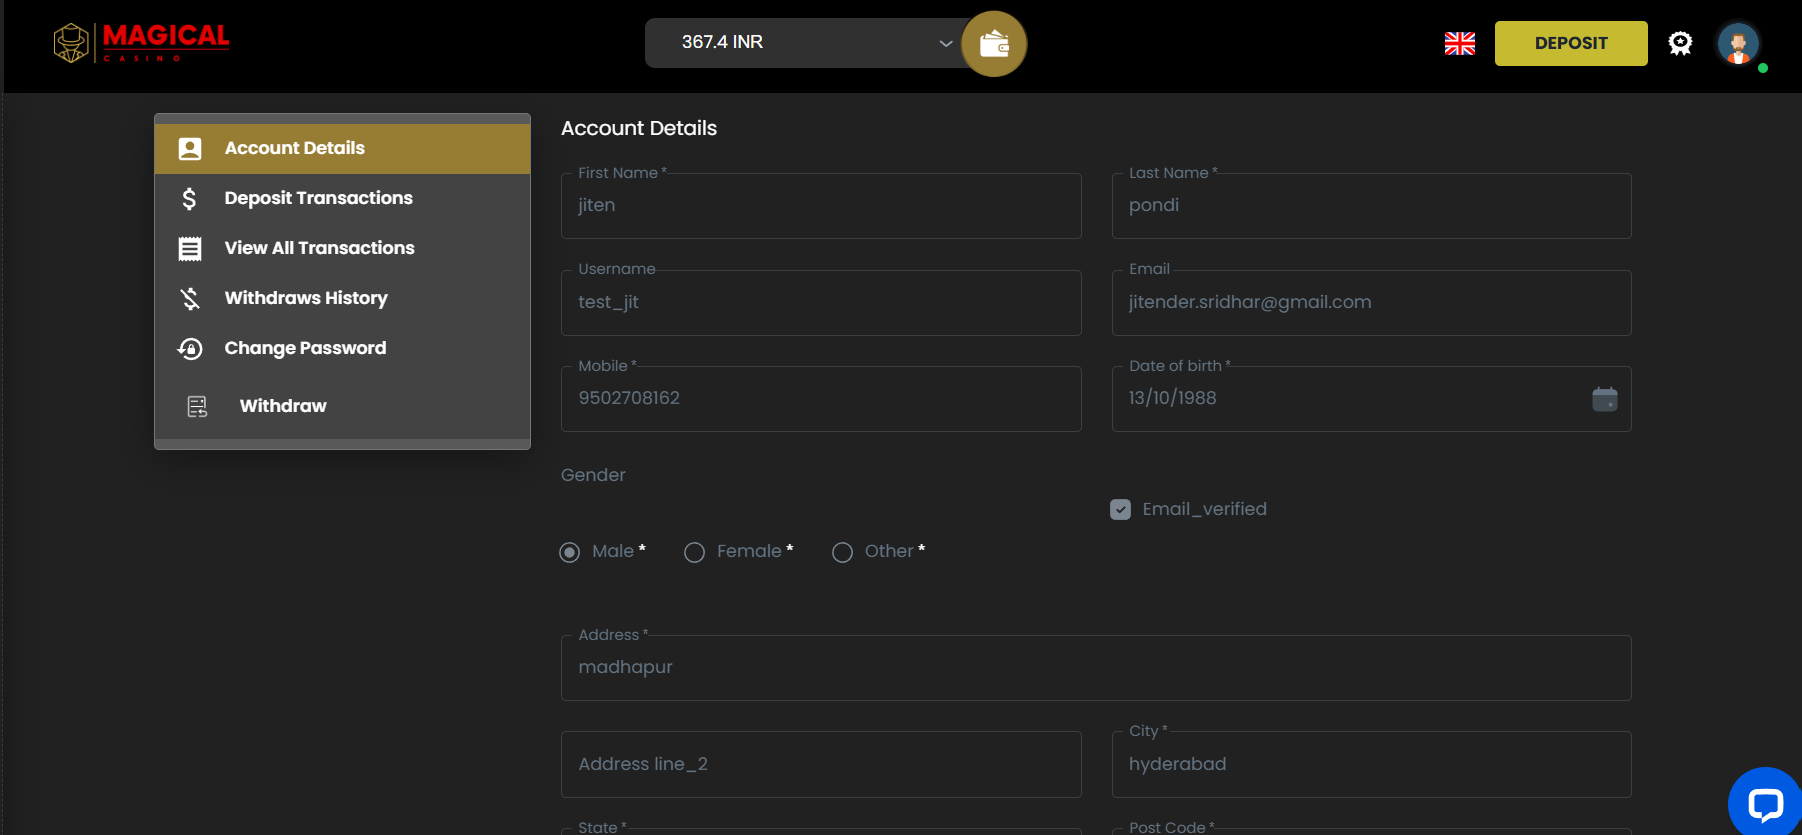 MAGICAL
CASINO
367.4 INR
DEPOSIT
Account Details
Deposit Transactions
View All Transactions
Withdraws History
Change Password
Withdraw
Account Details
First Name *
jiten
Last Name *
pondi
Username
test_jit
Email
jitender.sridhar@gmail.com
Mobile *
9502708162
Date of birth *
13/10/1988
Gender
Email_verified
Male * Female * Other *
Address *
madhapur
Address line_2
City *
hyderabad
State *
Post Code *